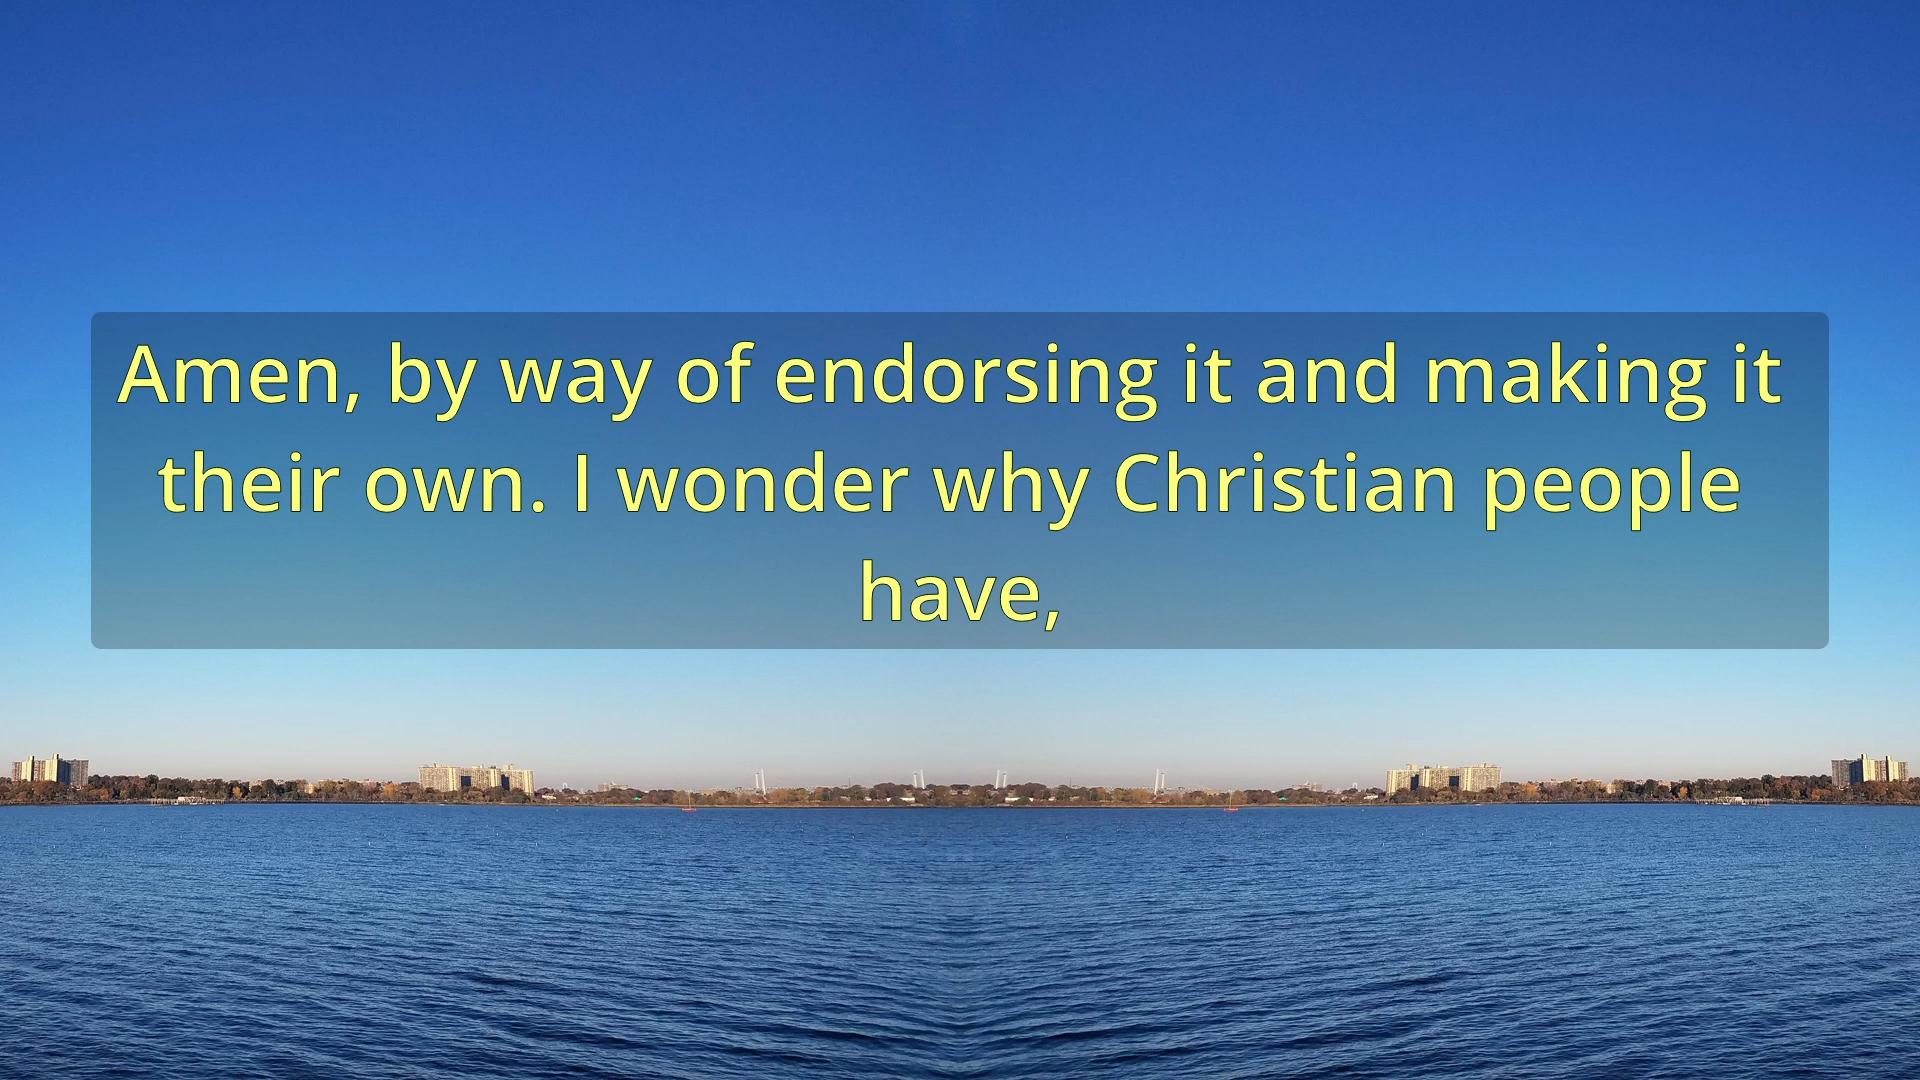 Amen, by way of endorsing it and making it
their own. I wonder why Christian people
have,